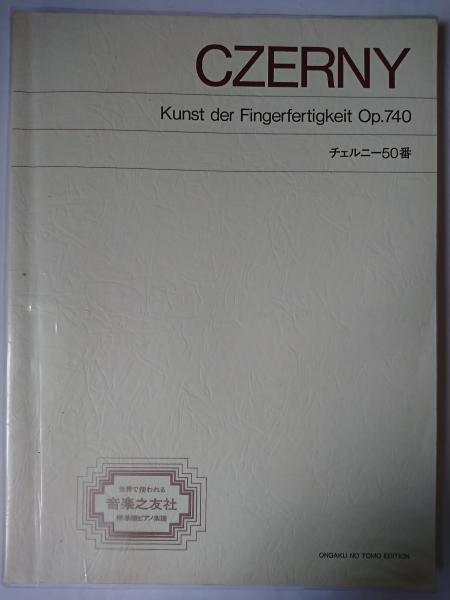 CZERNY
Kunst der Fingerfertigkeit Op.740
チェルニー50番
世界で使われる
音楽之友社
標準版ピアノ楽譜
ONGAKU NO TOMO EDITION